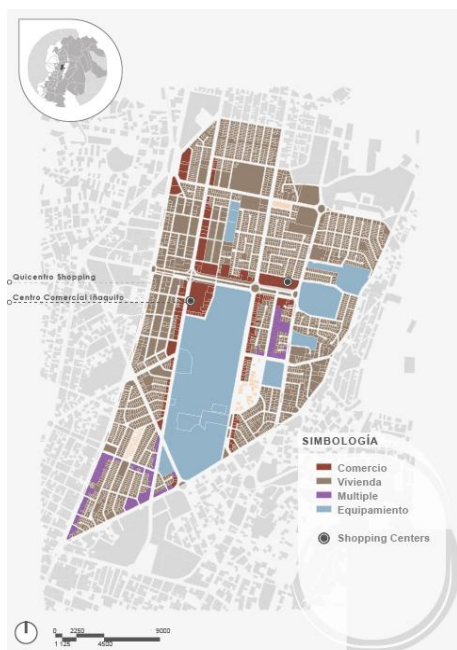 Quicentro Shopping
Centro Comercial Iñaquito
SIMBOLOGÍA
Comercio
Vivienda
Multiple
Equipamiento
Shopping Centers
0 2250 9000
1 125 4500